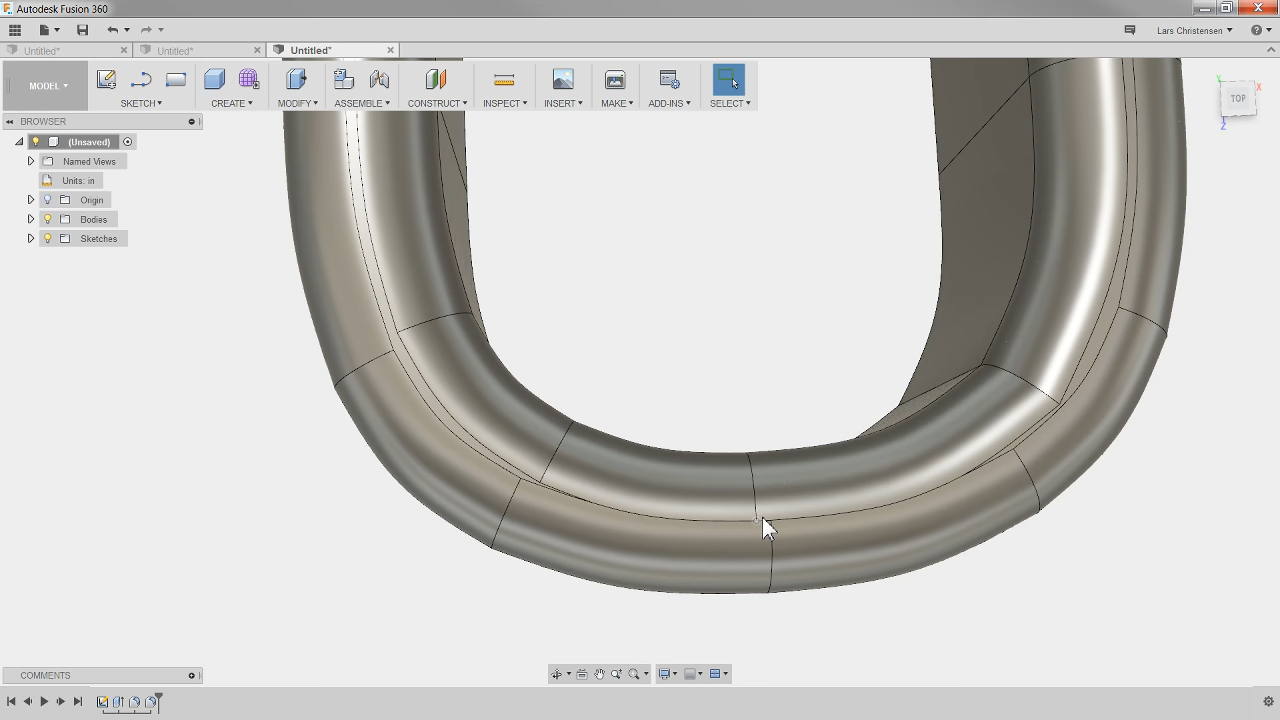 Autodesk Fusion 360
Lars Christensen
Untitled*
Untitled*
Untitled*
MODEL
SKETCH
CREATE
MODIFY
ASSEMBLE
CONSTRUCT
INSPECT
INSERT
MAKE
ADD-INS
SELECT
Y
X
TOP
Z
BROWSER
(Unsaved)
Named Views
Units: in
Origin
Bodies
Sketches
COMMENTS